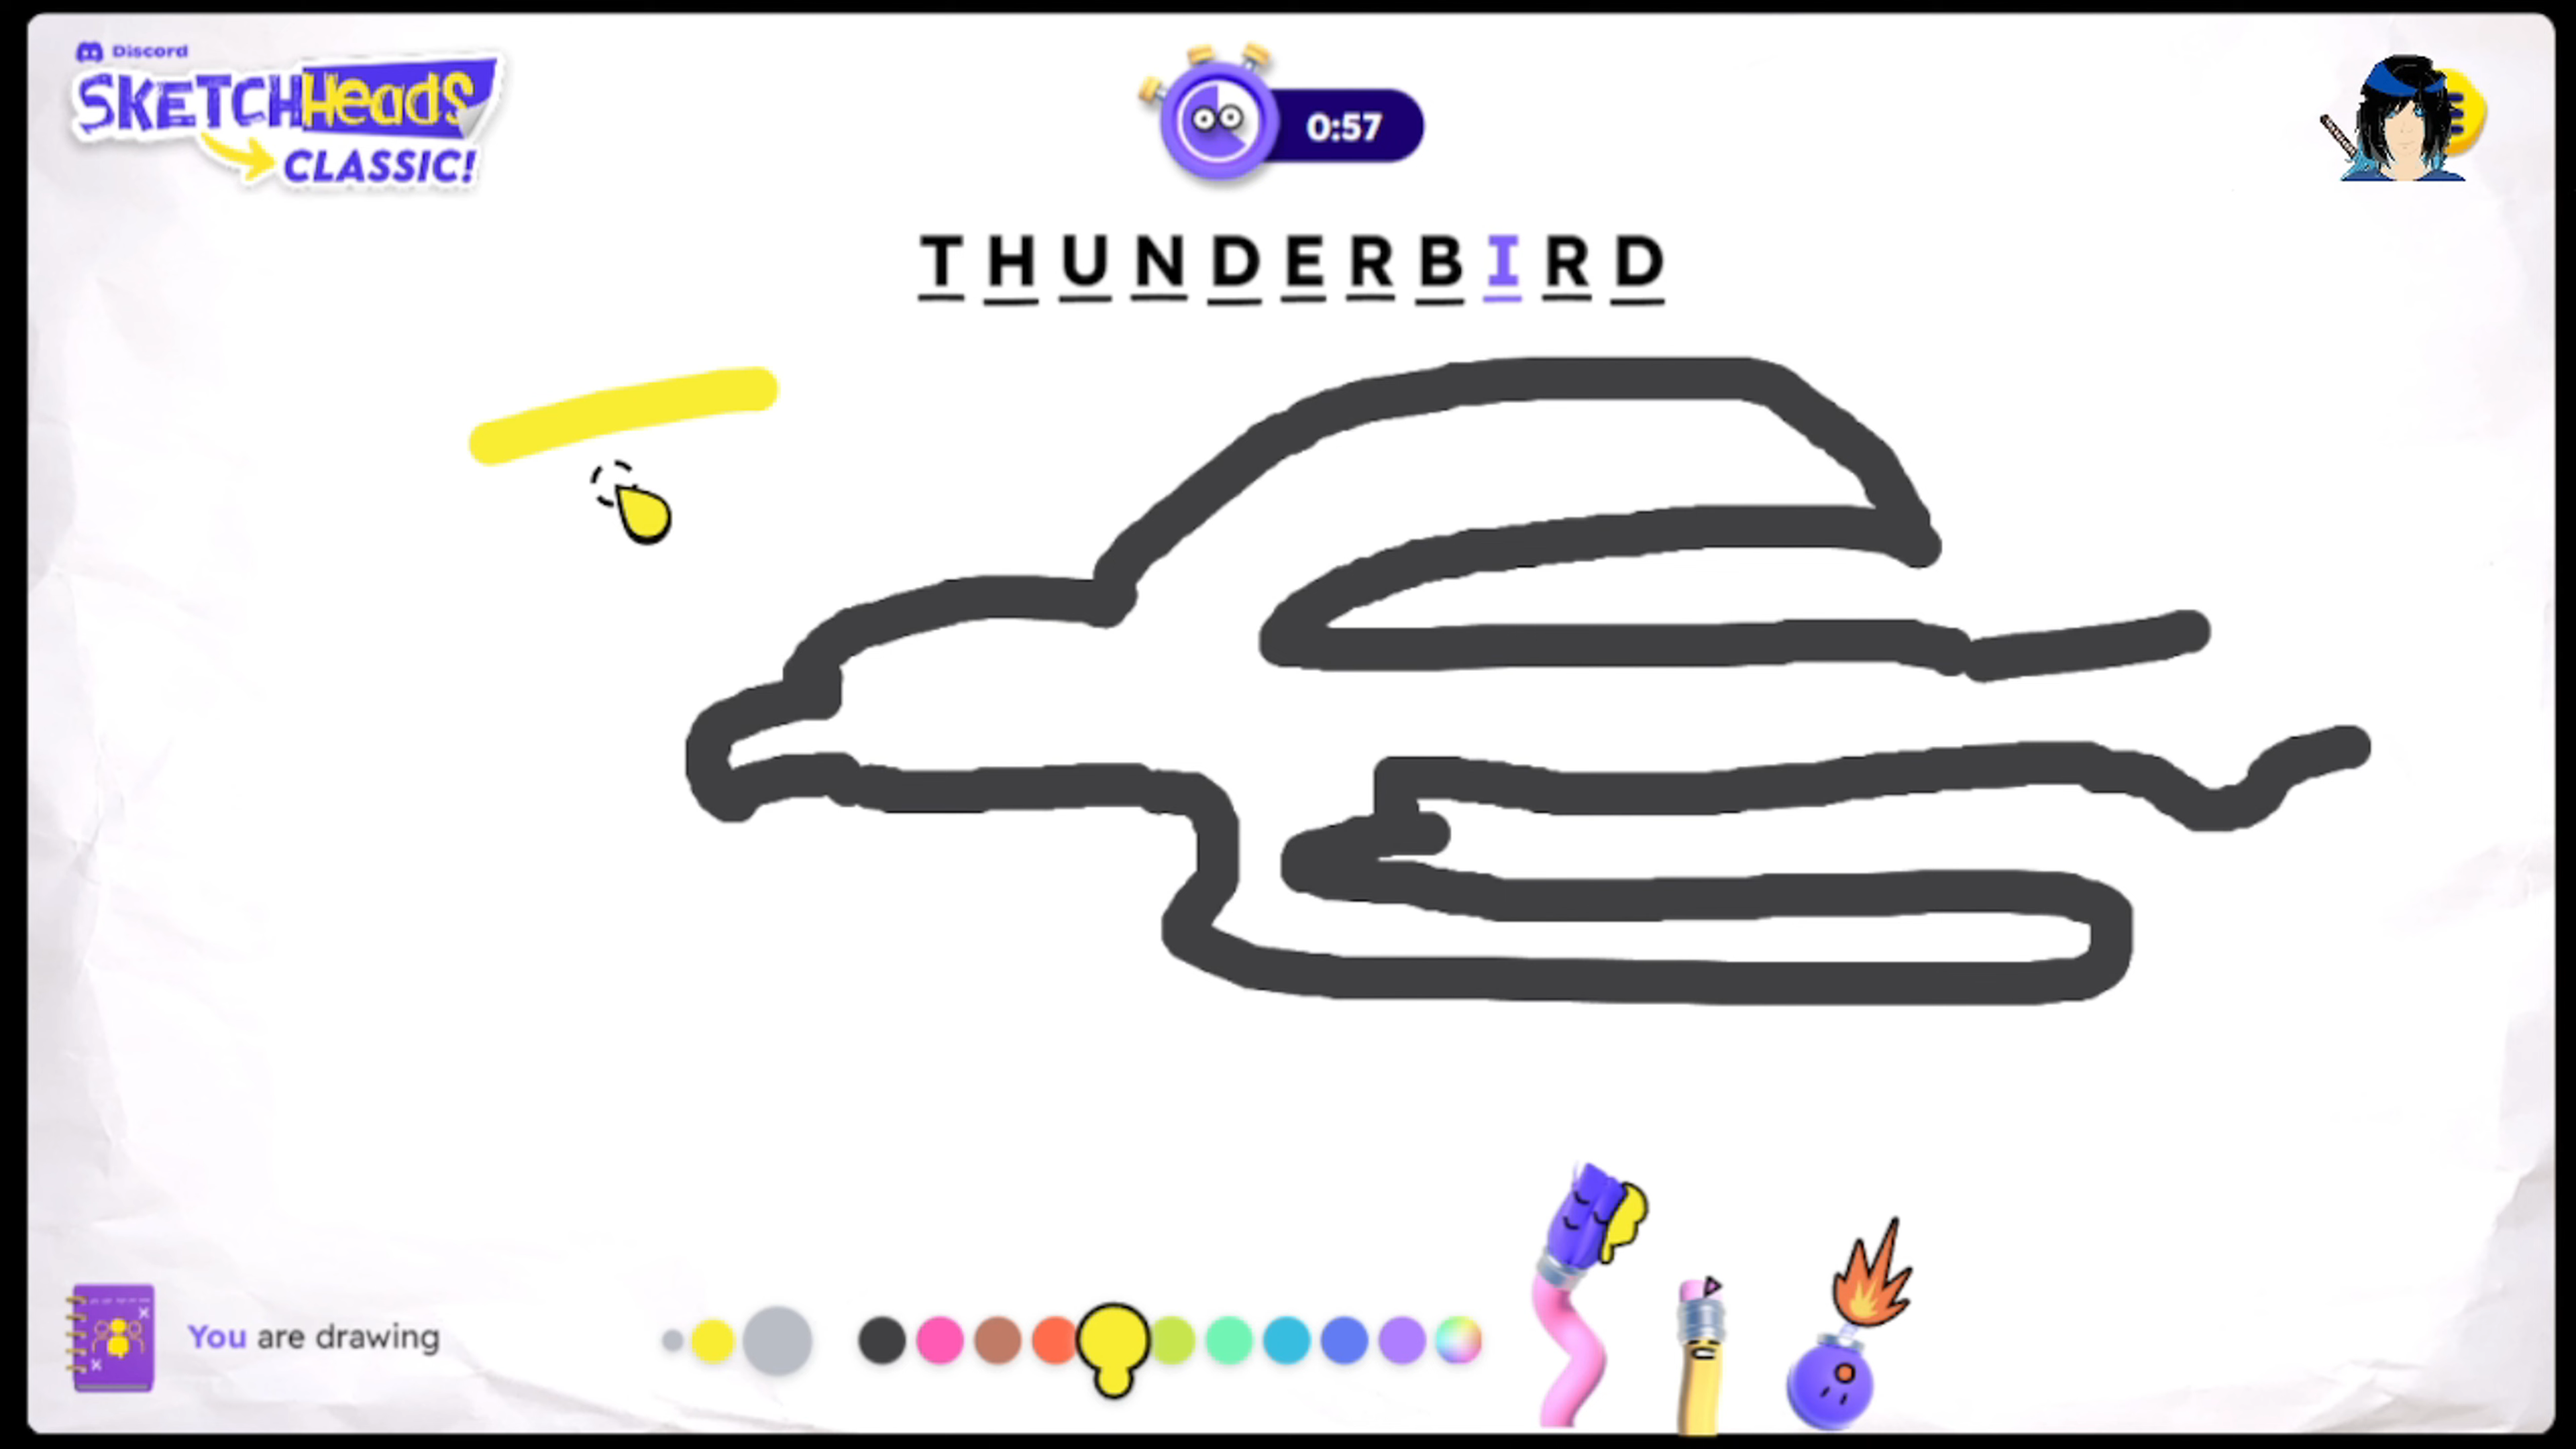 Discord
SKETCHHeadS
CLASSIC!
0:57
THUNDERBIRD
You are drawing